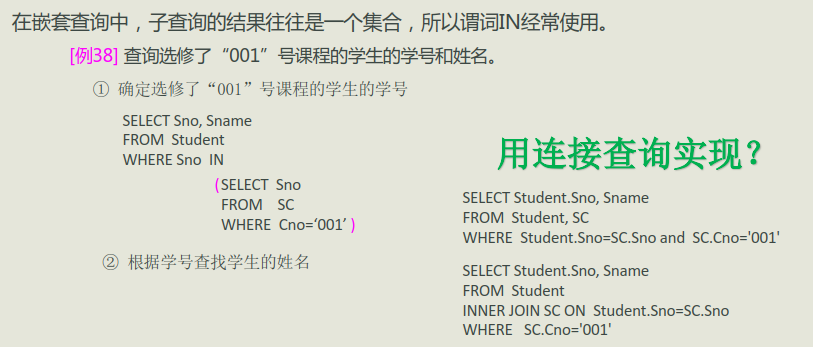 在嵌套查询中，子查询的结果往往是一个集合，所以谓词IN经常使用。
[例38] 查询选修了“001”号课程的学生的学号和姓名。
① 确定选修了“001”号课程的学生的学号
SELECT Sno, Sname
FROM Student
WHERE Sno IN
(SELECT Sno
FROM SC
WHERE Cno=‘001’ )
② 根据学号查找学生的姓名
用连接查询实现？
SELECT Student.Sno, Sname
FROM Student, SC
WHERE Student.Sno=SC.Sno and SC.Cno='001'
SELECT Student.Sno, Sname
FROM Student
INNER JOIN SC ON Student.Sno=SC.Sno
WHERE SC.Cno='001'